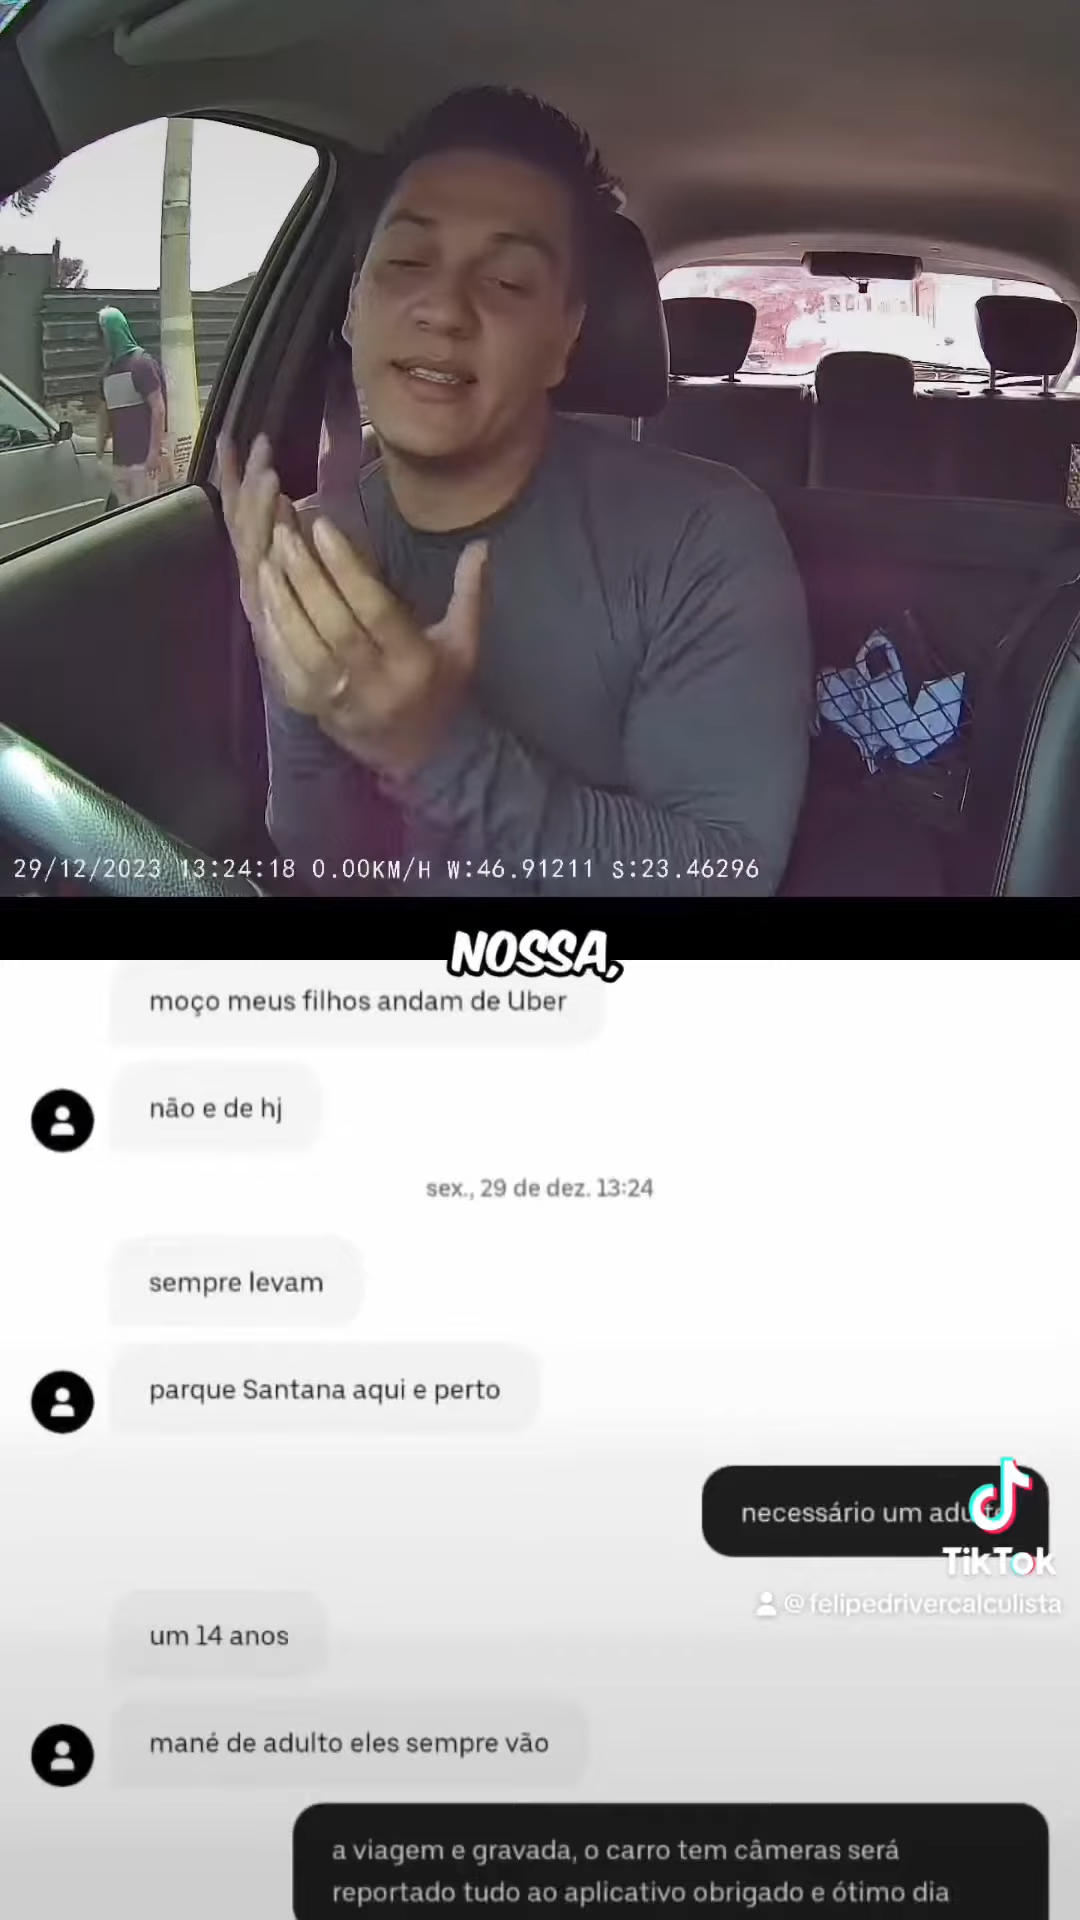 29/12/2023 13:24:18 0.00KM/H W:46.91211 S:23.46296
NOSSA,
moço meus filhos andam de Uber
não e de hj
sex., 29 de dez. 13:24
sempre levam
parque Santana aqui e perto
necessário um
TikTok
@felipedrivercalculista
um 14 anos
mané de adulto eles sempre vão
a viagem e gravada, o carro tem câmeras será
reportado tudo ao aplicativo obrigado e ótimo dia